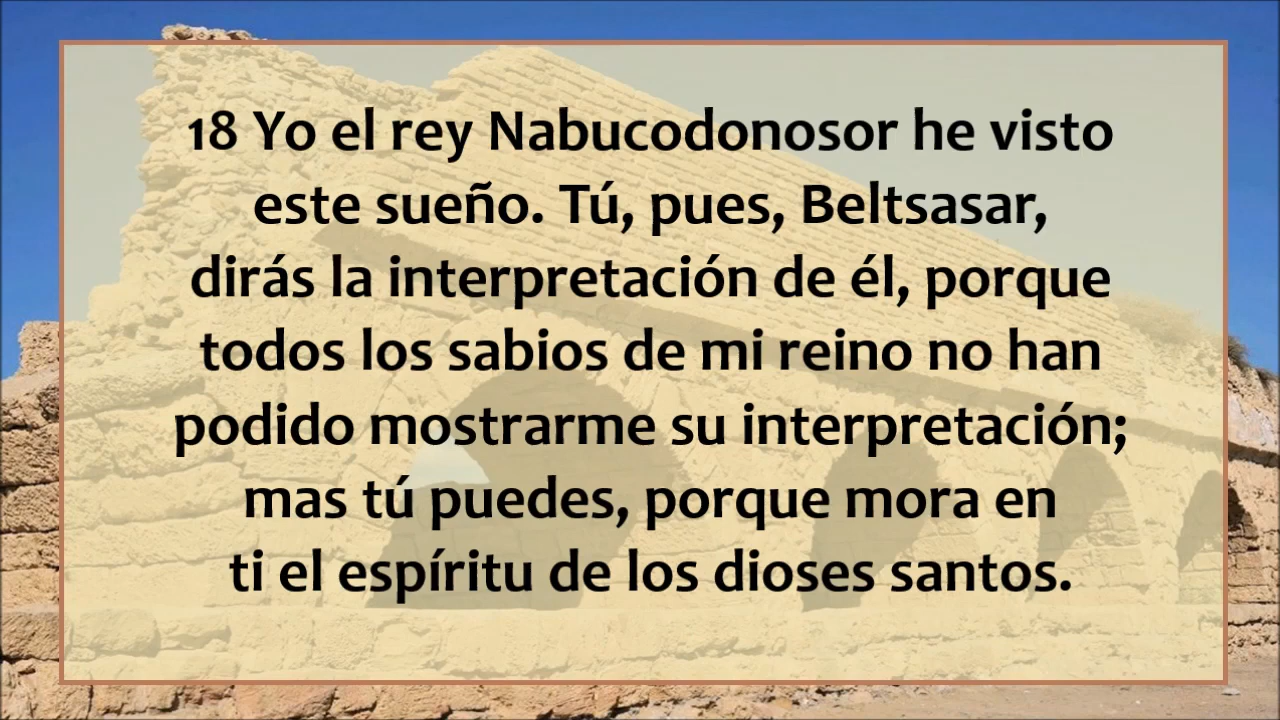 18 Yo el rey Nabucodonosor he visto
este sueño. Tú, pues, Beltsasar,
dirás la interpretación de él, porque
todos los sabios de mi reino no han
podido mostrarme su interpretación;
mas tú puedes, porque mora en
ti el espíritu de los dioses santos.